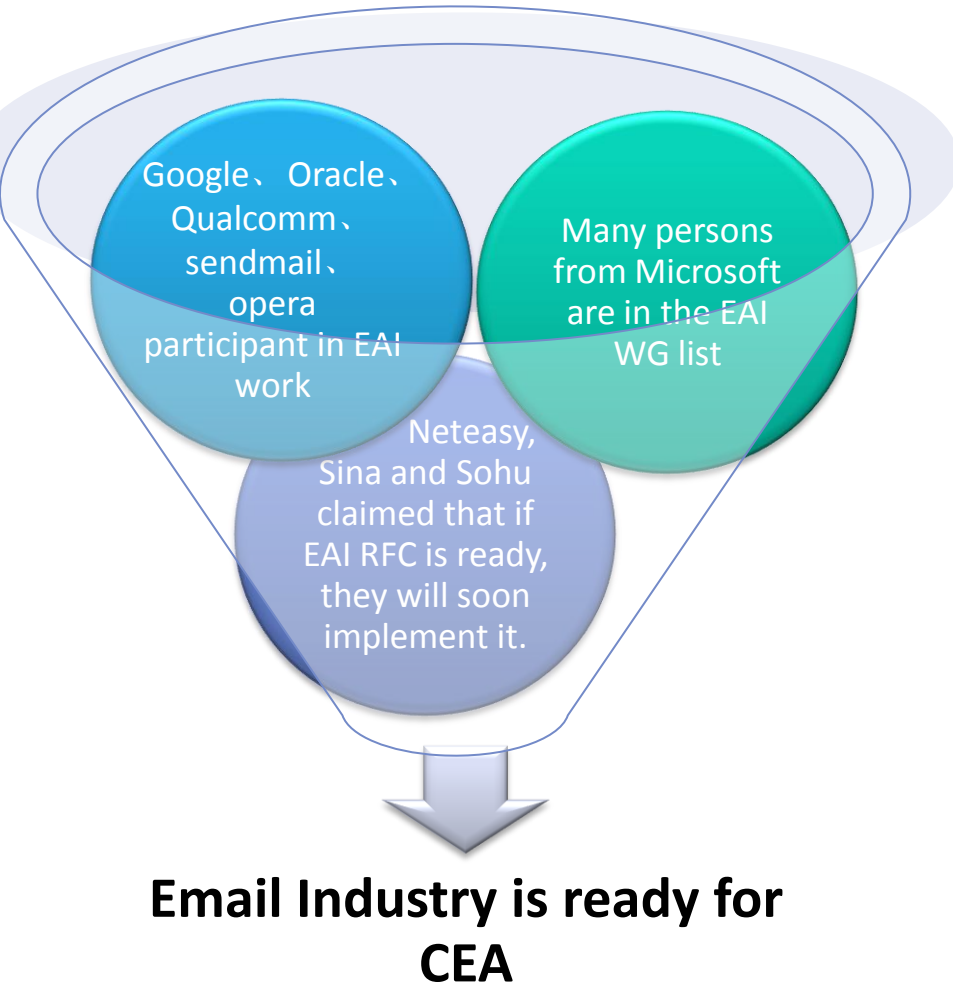 Google、Oracle、
Qualcomm、
sendmail、
opera
participant in EAI
work
Many persons
from Microsoft
are in the EAI
WG list
Neteasy,
Sina and Sohu
claimed that if
EAI RFC is ready,
they will soon
implement it.
Email Industry is ready for
CEA